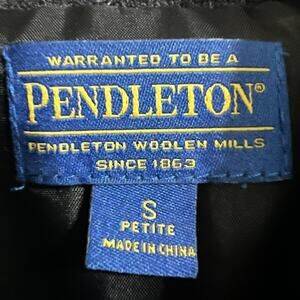 WARRANTED TO BE A
PENDLETON®
PENDLETON WOOLEN MILLS
SINCE 1863
S
PETITE
MADE IN CHINA